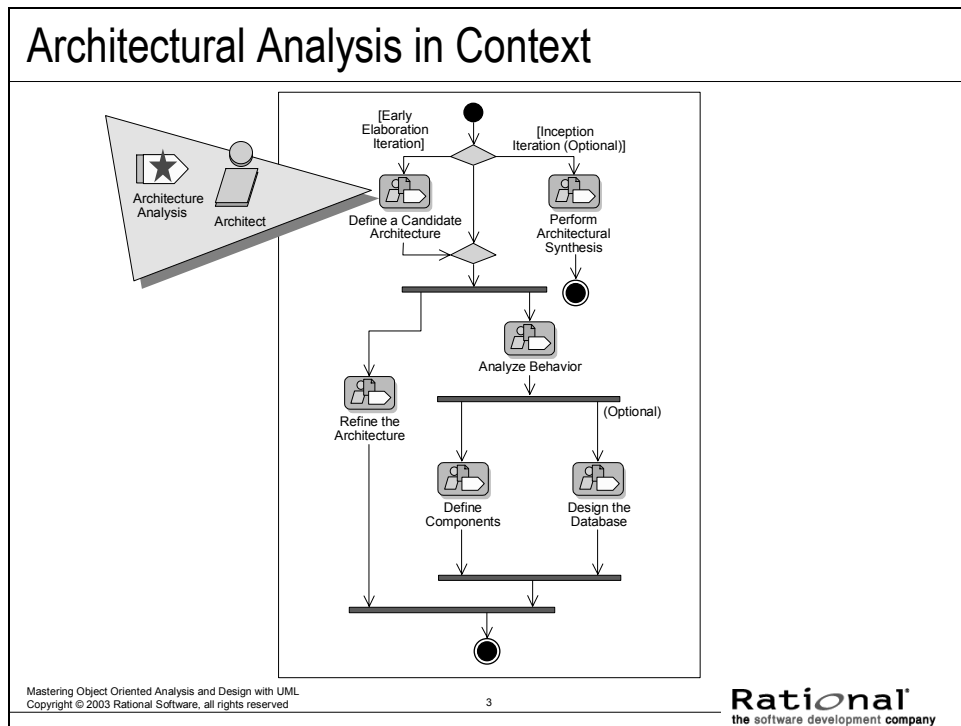 Architectural Analysis in Context
[Early
Elaboration
Iteration]
[Inception
Iteration (Optional)]
Architecture
Analysis
Architect
Define a Candidate
Architecture
Perform
Architectural
Synthesis
Analyze Behavior
(Optional)
Refine the
Architecture
Define
Components
Design the
Database
Mastering Object Oriented Analysis and Design with UML
Copyright © 2003 Rational Software, all rights reserved
3
Rational
the software development company